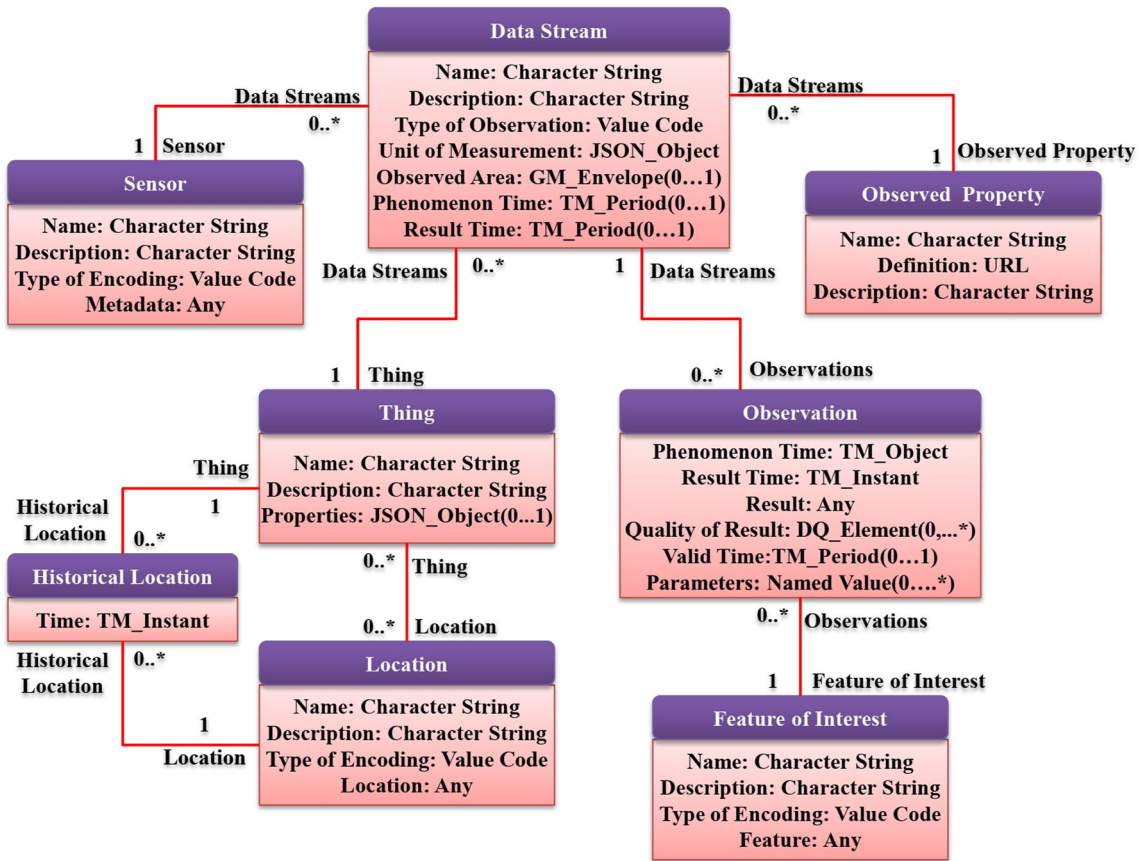 Data Stream
Name: Character String
Description: Character String
Type of Observation: Value Code
Unit of Measurement: JSON_Object
Observed Area: GM_Envelope(0…1)
Phenomenon Time: TM_Period(0…1)
Result Time: TM_Period(0…1)
Data Streams
0..*
1
Sensor
Sensor
Name: Character String
Description: Character String
Type of Encoding: Value Code
Metadata: Any
Data Streams
0..*
1
Observed Property
Observed Property
Name: Character String
Definition: URL
Description: Character String
Data Streams
0..*
1
Data Streams
1
Thing
0..*
Observations
Thing
Name: Character String
Description: Character String
Properties: JSON_Object(0...1)
Observation
Phenomenon Time: TM_Object
Result Time: TM_Instant
Result: Any
Quality of Result: DQ_Element(0,...*)
Valid Time:TM_Period(0…1)
Parameters: Named Value(0….*)
Thing
1
Historical
Location
0..*
Historical Location
Time: TM_Instant
0..*
Thing
0..*
Location
Historical
Location
0..*
1
Location
Location
Name: Character String
Description: Character String
Type of Encoding: Value Code
Location: Any
0..*
Observations
1
Feature of Interest
Feature of Interest
Name: Character String
Description: Character String
Type of Encoding: Value Code
Feature: Any